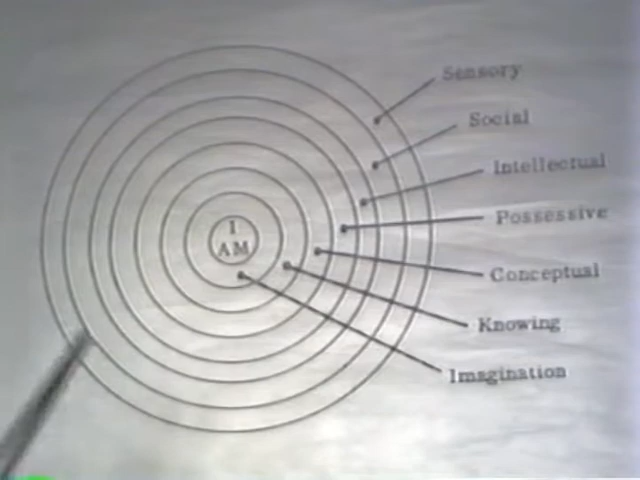 Sensory
Social
Intellectual
Possessive
Conceptual
Knowing
Imagination
I
AM